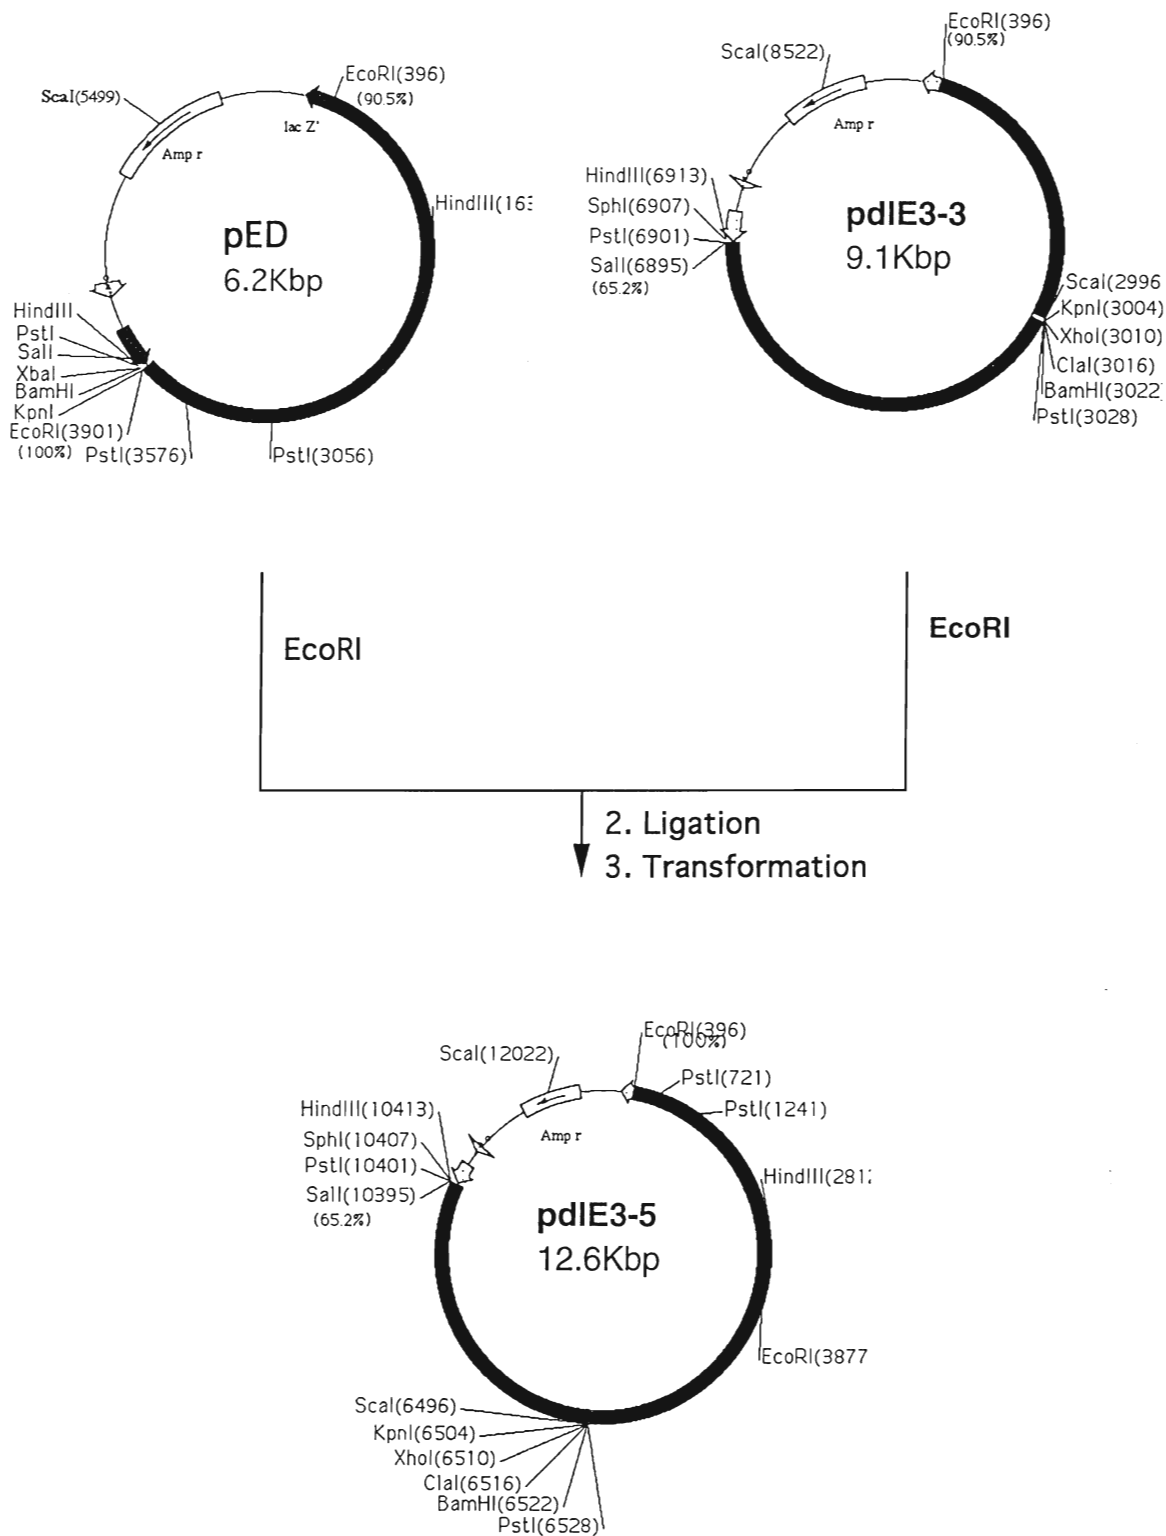 EcoRI(396)
(90.5%)
ScaI(5499)
lac Z'
Amp r
HindIII(163
pED
6.2Kbp
HindIII
PstI
SalI
XbaI
BamHI
KpnI
EcoRI(3901)
(100%)
PstI(3576)
PstI(3056)
EcoRI(396)
(90.5%)
ScaI(8522)
Amp r
HindIII(6913)
SphI(6907)
PstI(6901)
SalI(6895)
(65.2%)
pdlE3-3
9.1Kbp
ScaI(2996
KpnI(3004)
XhoI(3010)
ClaI(3016)
BamHI(3022)
PstI(3028)
EcoRI
EcoRI
2. Ligation
3. Transformation
EcoRI(396)
(100%)
ScaI(12022)
PstI(721)
PstI(1241)
HindIII(10413)
SphI(10407)
PstI(10401)
SalI(10395)
(65.2%)
Amp r
HindIII(2812
pdlE3-5
12.6Kbp
EcoRI(3877
ScaI(6496)
KpnI(6504)
XhoI(6510)
ClaI(6516)
BamHI(6522)
PstI(6528)